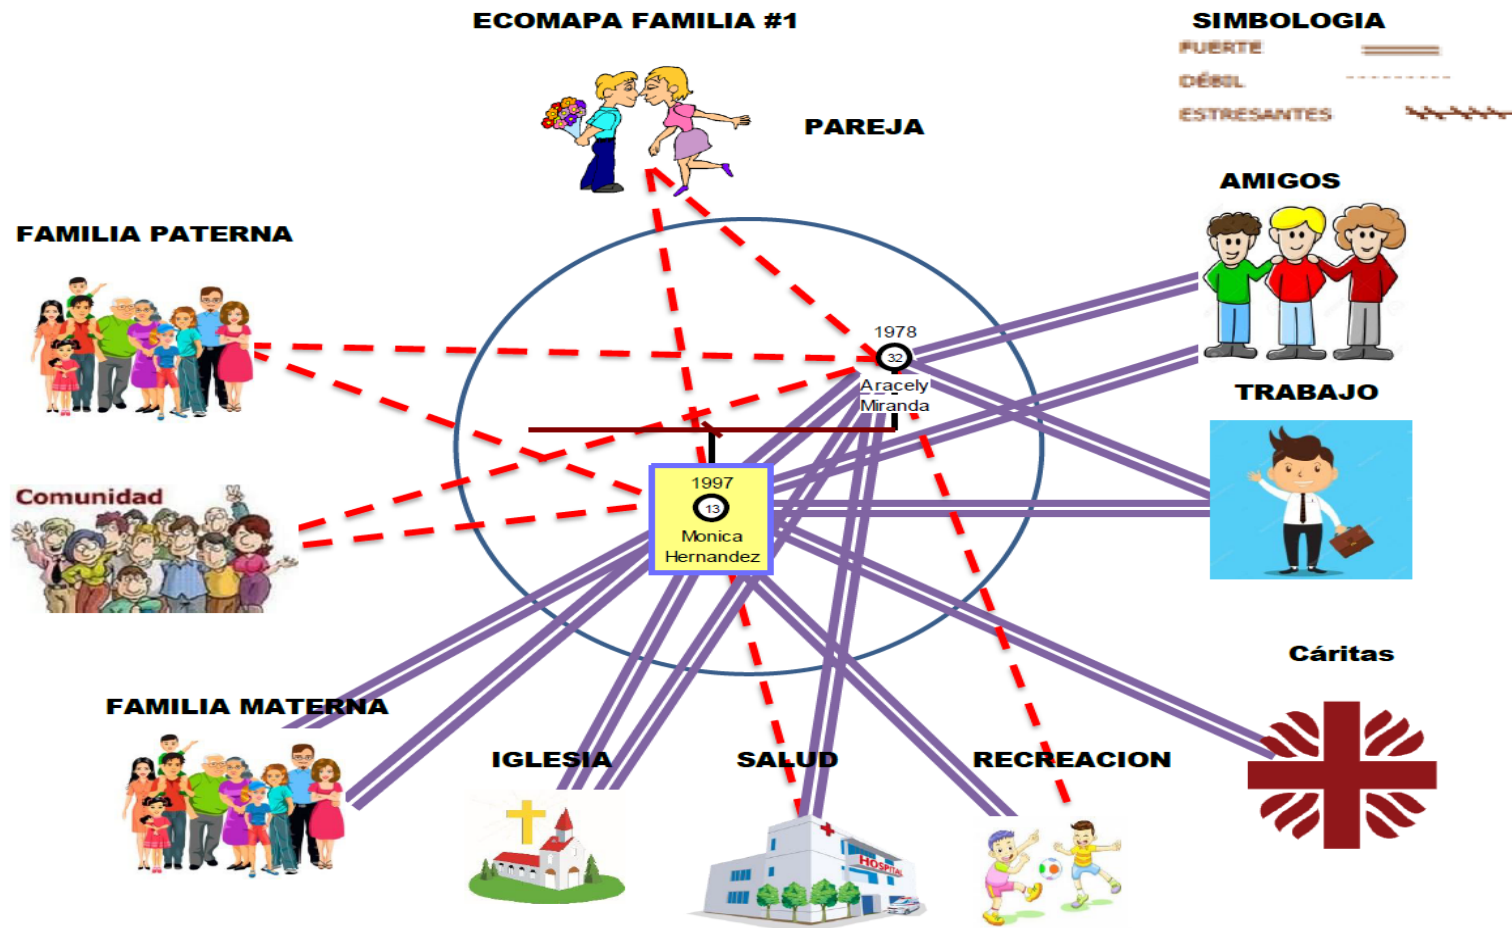 ECOMAPA FAMILIA #1
SIMBOLOGIA
FUERTE
DÉBIL
ESTRESANTES
PAREJA
AMIGOS
FAMILIA PATERNA
1978
32
Aracely
Miranda
TRABAJO
1997
13
Monica
Hernandez
Comunidad
Cáritas
FAMILIA MATERNA
IGLESIA
SALUD
RECREACION
HOSPITAL